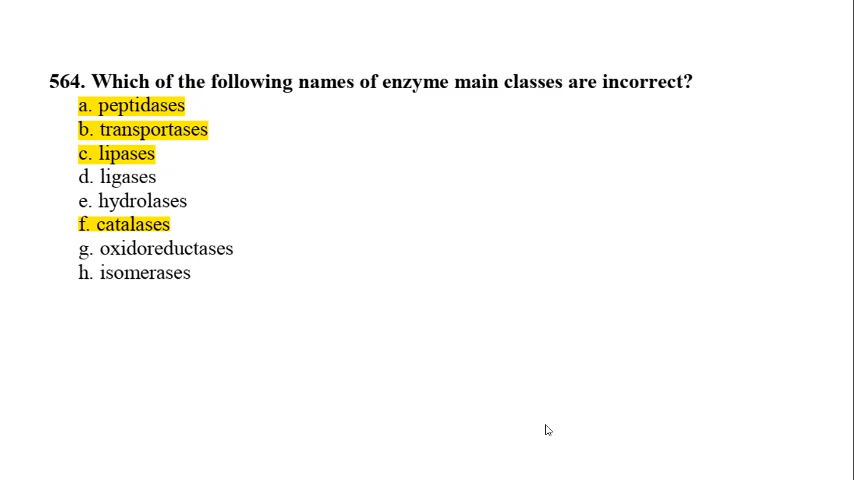 564. Which of the following names of enzyme main classes are incorrect?
a. peptidases
b. transportases
c. lipases
d. ligases
e. hydrolases
f. catalases
g. oxidoreductases
h. isomerases